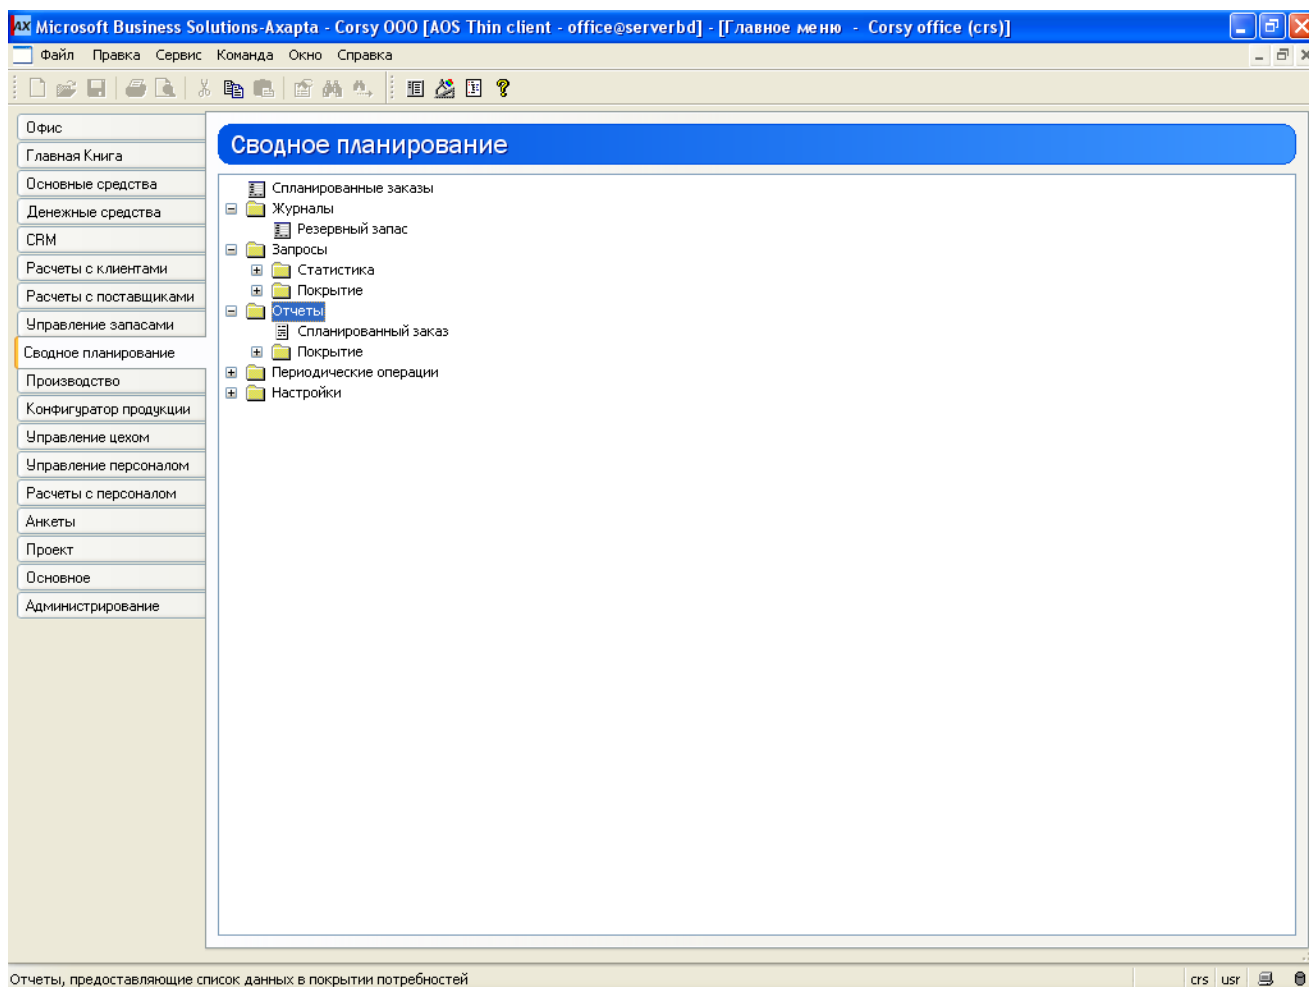 Microsoft Business Solutions-Axapta - Corsy ООО [AOS Thin client - office@serverbd] - [Главное меню - Corsy office (crs)]
Файл Правка Сервис Команда Окно Справка
Офис
Главная Книга
Основные средства
Денежные средства
CRM
Расчеты с клиентами
Расчеты с поставщиками
Управление запасами
Сводное планирование
Производство
Конфигуратор продукции
Управление цехом
Управление персоналом
Расчеты с персоналом
Анкеты
Проект
Основное
Администрирование
Сводное планирование
Спланированные заказы
Журналы
Резервный запас
Запросы
Статистика
Покрытие
Отчеты
Спланированный заказ
Покрытие
Периодические операции
Настройки
Отчеты, предоставляющие список данных в покрытии потребностей
crs usr